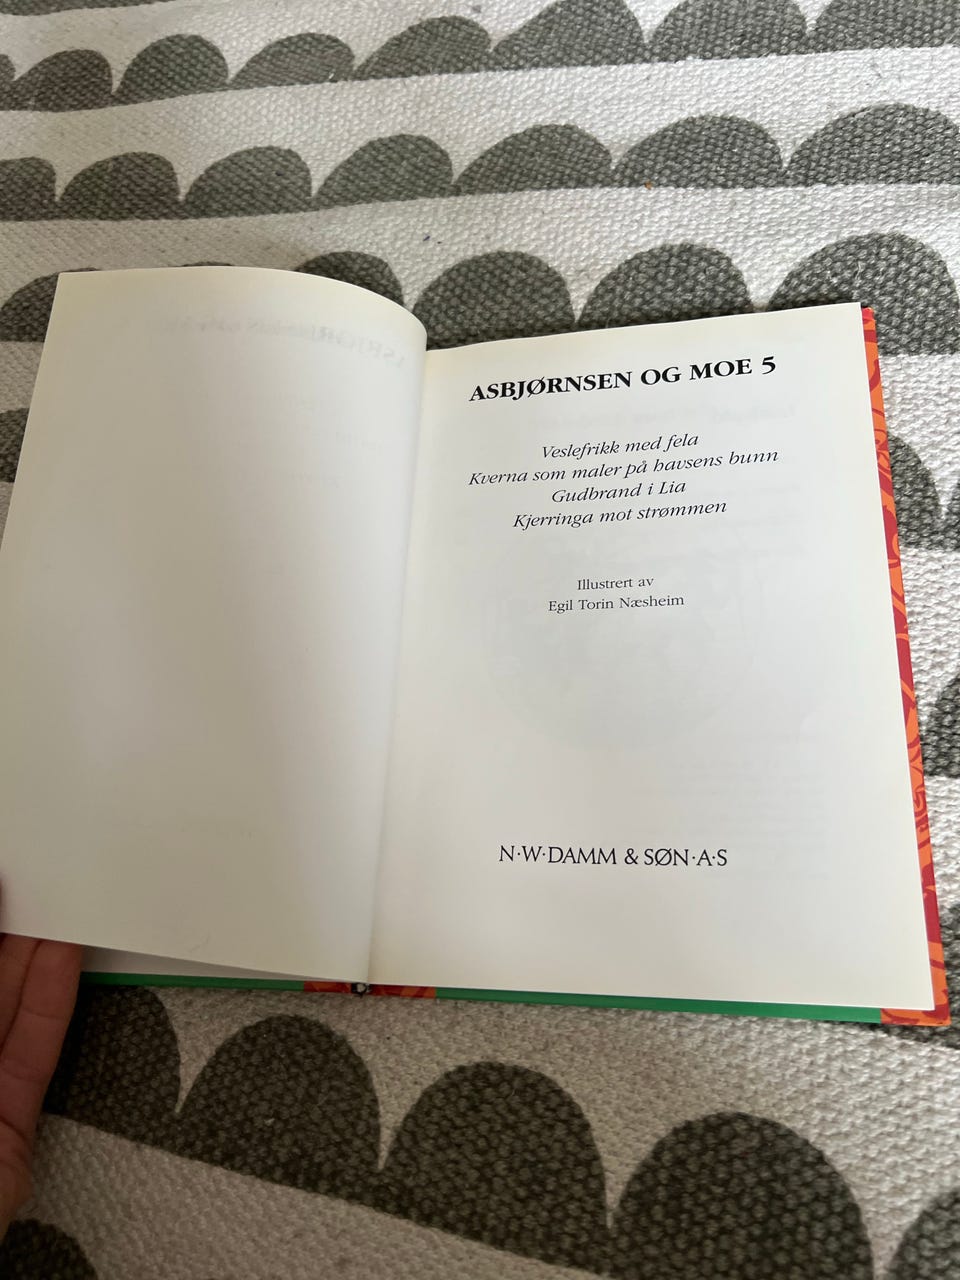 ASBJØRNSEN OG MOE 5
Veslefrikk med fela
Kverna som maler på havsens bunn
Gudbrand i Lia
Kjerringa mot strømmen
Illustrert av
Egil Torin Næsheim
N·W·DAMM & SØN·A·S